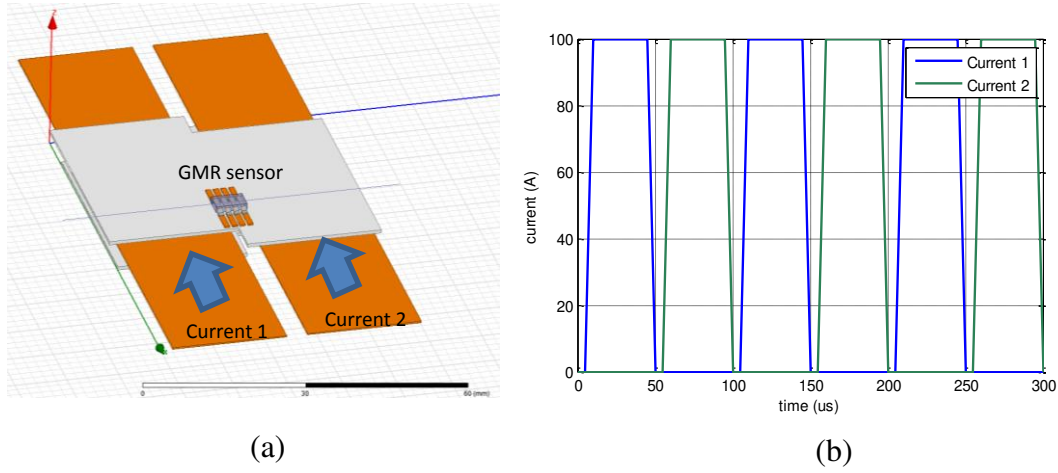 Z
GMR sensor
Current 1
Current 2
0
30
60 (mm)
(a)
100
80
60
40
20
0
current (A)
Current 1
Current 2
0 50 100 150 200 250 300
time (us)
(b)